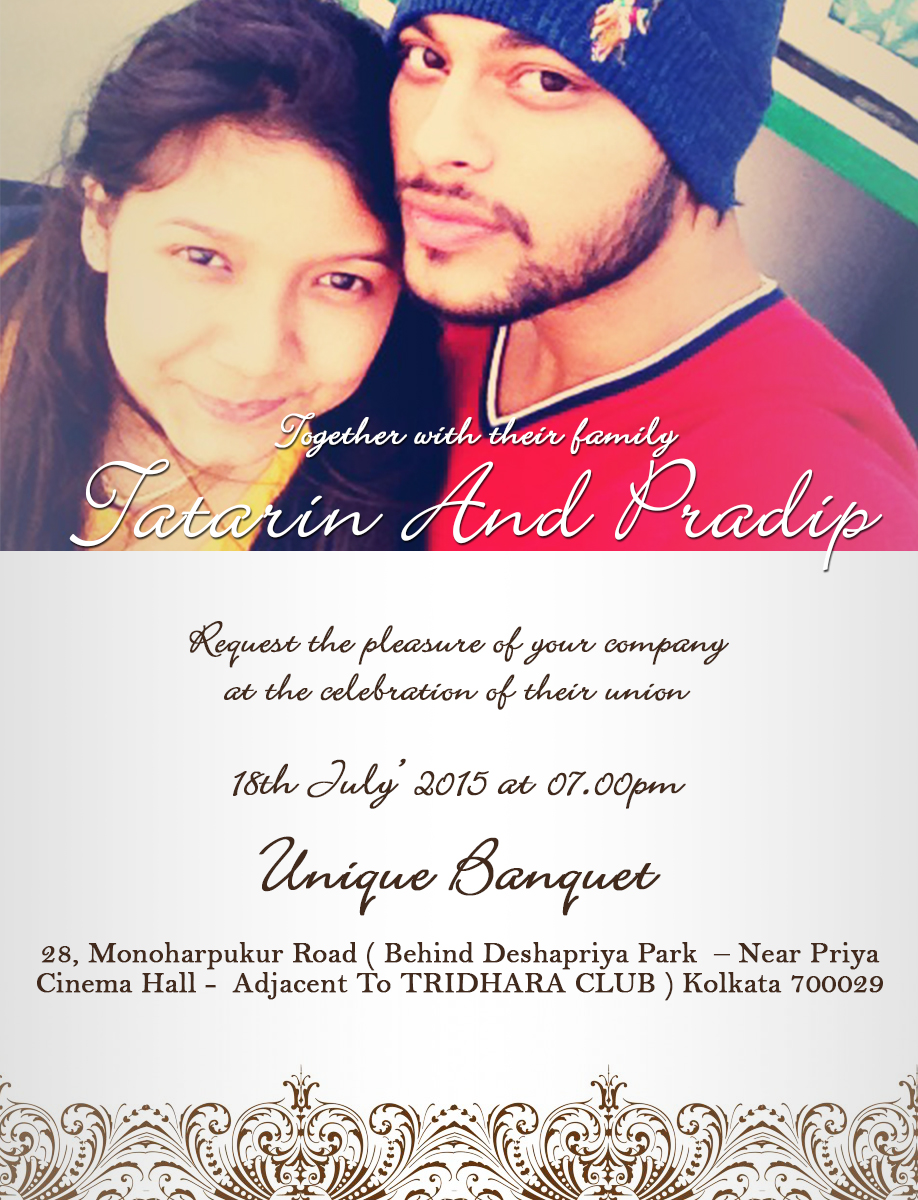 Together with their family
Tatarin And Pradip
Request the pleasure of your company
at the celebration of their union
18th July' 2015 at 07.00pm
Unique Banquet
28, Monoharpukur Road ( Behind Deshapriya Park – Near Priya
Cinema Hall - Adjacent To TRIDHARA CLUB ) Kolkata 700029